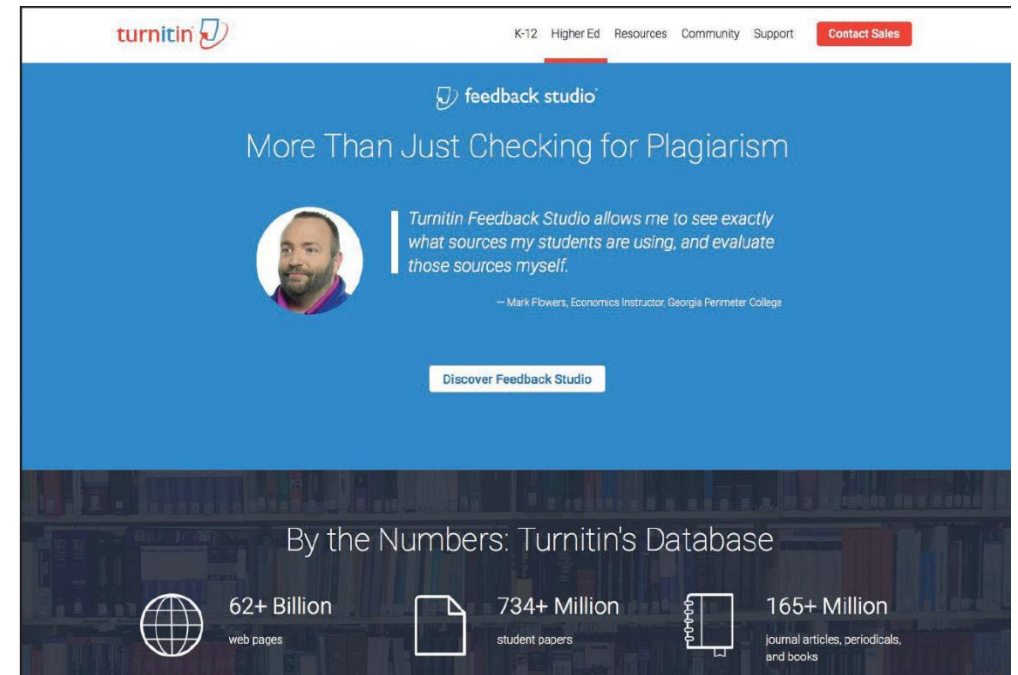 turnitin
K-12 Higher Ed Resources Community Support Contact Sales
feedback studio
More Than Just Checking for Plagiarism
Turnitin Feedback Studio allows me to see exactly
what sources my students are using, and evaluate
those sources myself.
— Mark Flowers, Economics Instructor, Georgia Perimeter College
Discover Feedback Studio
By the Numbers: Turnitin's Database
62+ Billion
web pages
734+ Million
student papers
165+ Million
journal articles, periodicals,
and books